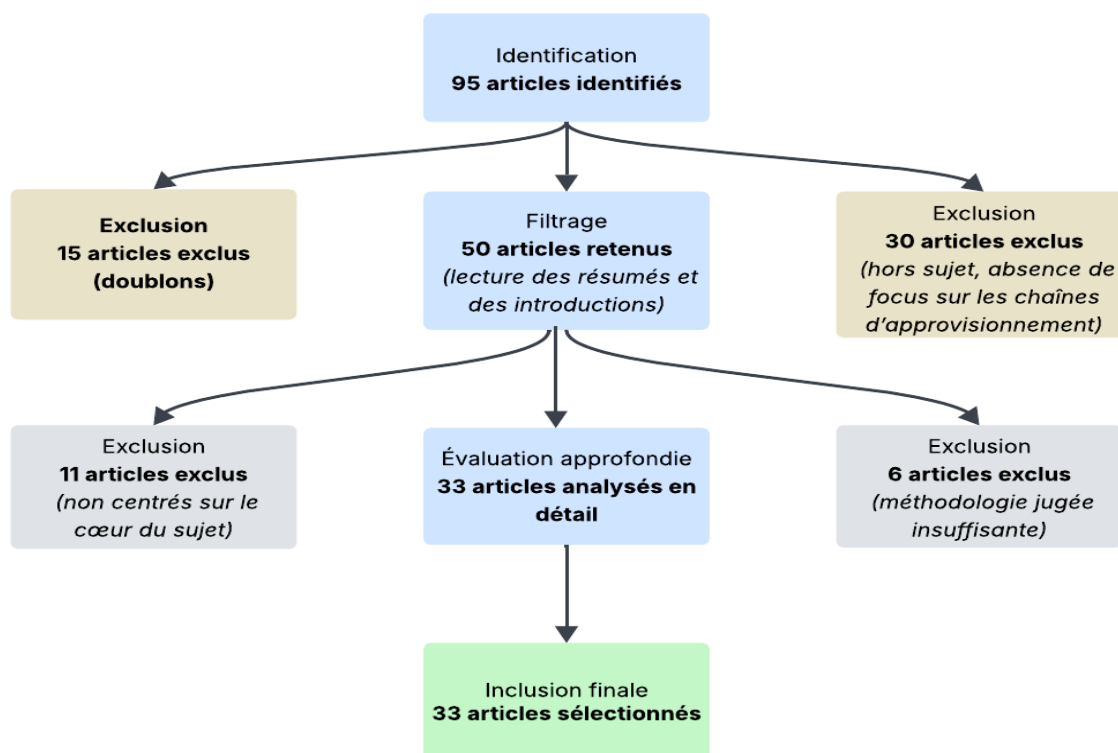 Identification
95 articles identifiés
Exclusion
15 articles exclus
(doublons)
Filtrage
50 articles retenus
(lecture des résumés et
des introductions)
Exclusion
30 articles exclus
(hors sujet, absence de
focus sur les chaînes
d’approvisionnement)
Exclusion
11 articles exclus
(non centrés sur le
cœur du sujet)
Évaluation approfondie
33 articles analysés en
détail
Exclusion
6 articles exclus
(méthodologie jugée
insuffisante)
Inclusion finale
33 articles sélectionnés